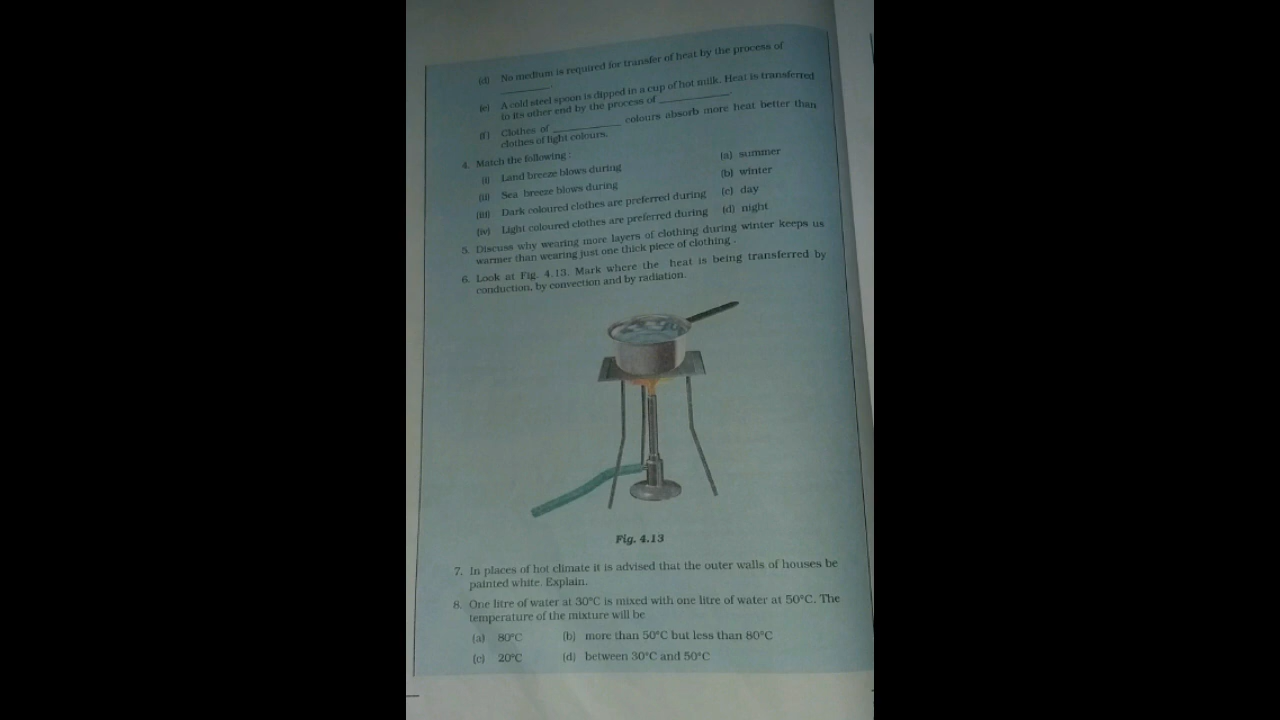 (d) No medium is required for transfer of heat by the process of
__________.
(e) A cold steel spoon is dipped in a cup of hot milk. Heat is transferred
to its other end by the process of __________.
(f) Clothes of __________ colours absorb more heat better than
clothes of light colours.
4. Match the following :
(i) Land breeze blows during (a) summer
(ii) Sea breeze blows during (b) winter
(iii) Dark coloured clothes are preferred during (c) day
(iv) Light coloured clothes are preferred during (d) night
5. Discuss why wearing more layers of clothing during winter keeps us
warmer than wearing just one thick piece of clothing .
6. Look at Fig. 4.13. Mark where the heat is being transferred by
conduction, by convection and by radiation.
Fig. 4.13
7. In places of hot climate it is advised that the outer walls of houses be
painted white. Explain.
8. One litre of water at 30°C is mixed with one litre of water at 50°C. The
temperature of the mixture will be
(a) 80°C (b) more than 50°C but less than 80°C
(c) 20°C (d) between 30°C and 50°C